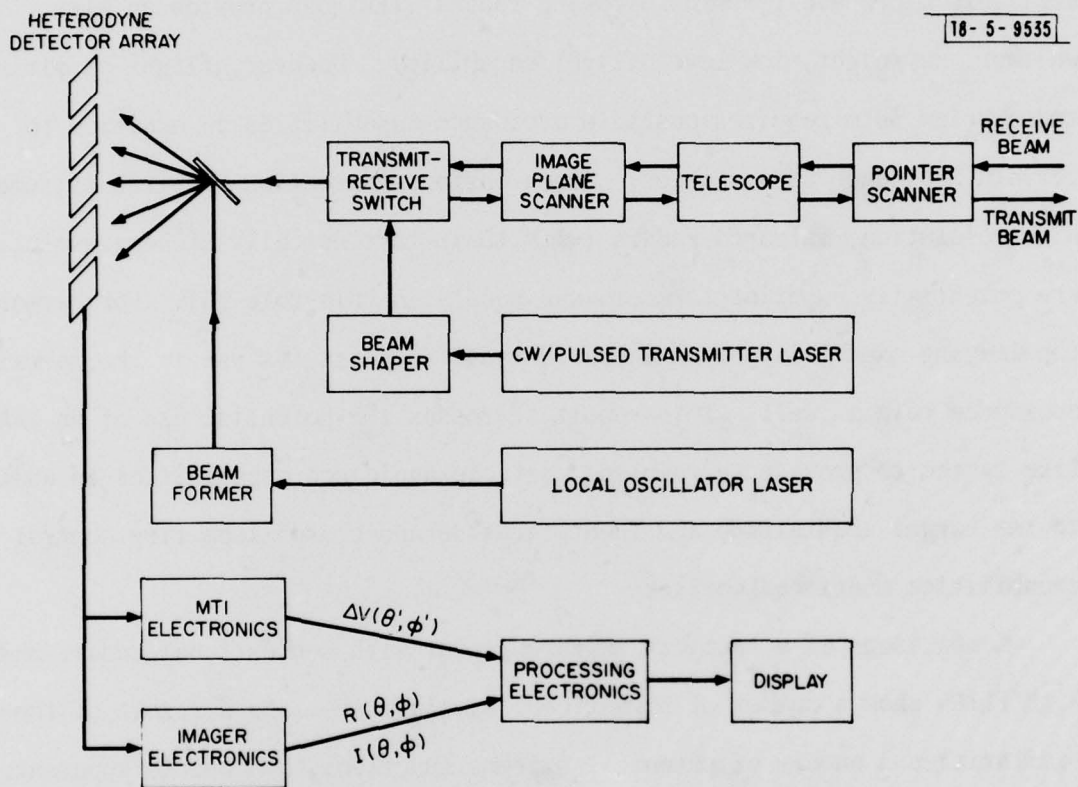 HETERODYNE
DETECTOR ARRAY
18-5-9535
TRANSMIT-
RECEIVE
SWITCH
IMAGE
PLANE
SCANNER
TELESCOPE
POINTER
SCANNER
RECEIVE
BEAM
TRANSMIT
BEAM
BEAM
SHAPER
CW/PULSED TRANSMITTER LASER
BEAM
FORMER
LOCAL OSCILLATOR LASER
MTI
ELECTRONICS
ΔV(θ′,φ′)
PROCESSING
ELECTRONICS
DISPLAY
IMAGER
ELECTRONICS
R(θ,φ)
I(θ,φ)